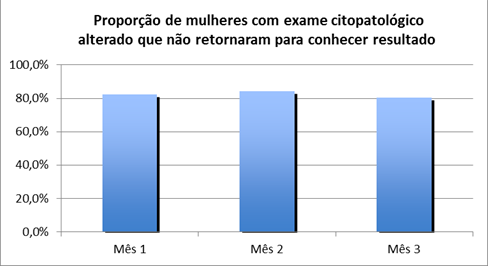 Proporção de mulheres com exame citopatológico
alterado que não retornaram para conhecer resultado
100,0%
80,0%
60,0%
40,0%
20,0%
0,0%
Mês 1 Mês 2 Mês 3